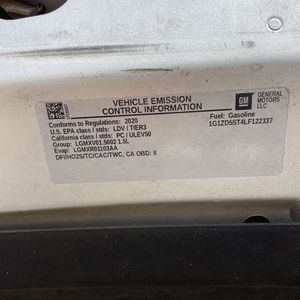 VEHICLE EMISSION
CONTROL INFORMATION
Conforms to Regulations: 2020
U.S. EPA class / stds: LDV / TIER3
California class / stds: PC / ULEV50
Group: LGMXV01.5002 1.5L
Evap: LGMXR01103AA
DFI/HO2S/TC/CAC/TWC, CA OBD: II
GM
GENERAL
MOTORS
LLC
Fuel: Gasoline
1G1ZD5ST4LF122337